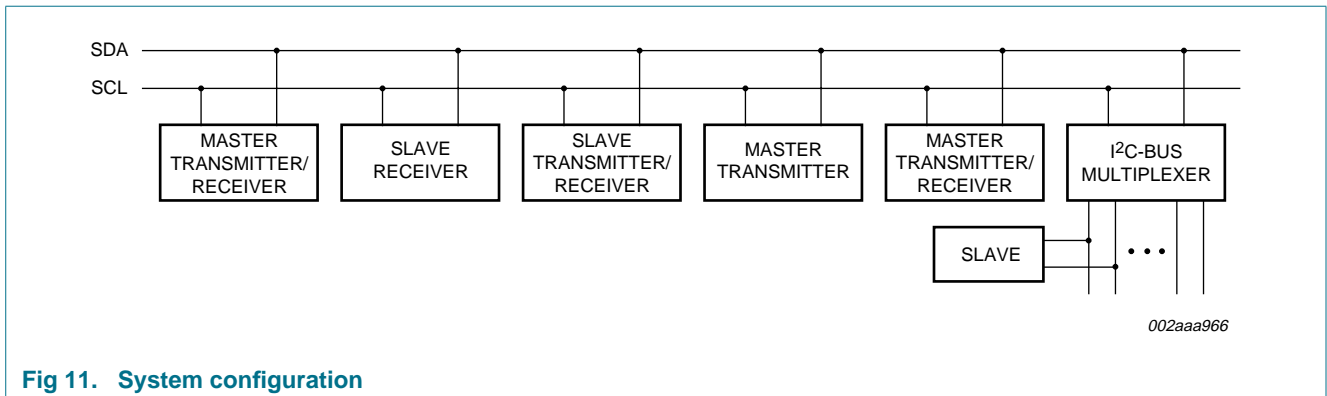 SDA
SCL
MASTER
TRANSMITTER/
RECEIVER
SLAVE
RECEIVER
SLAVE
TRANSMITTER/
RECEIVER
MASTER
TRANSMITTER
MASTER
TRANSMITTER/
RECEIVER
I²C-BUS
MULTIPLEXER
SLAVE
002aaa966
Fig 11. System configuration